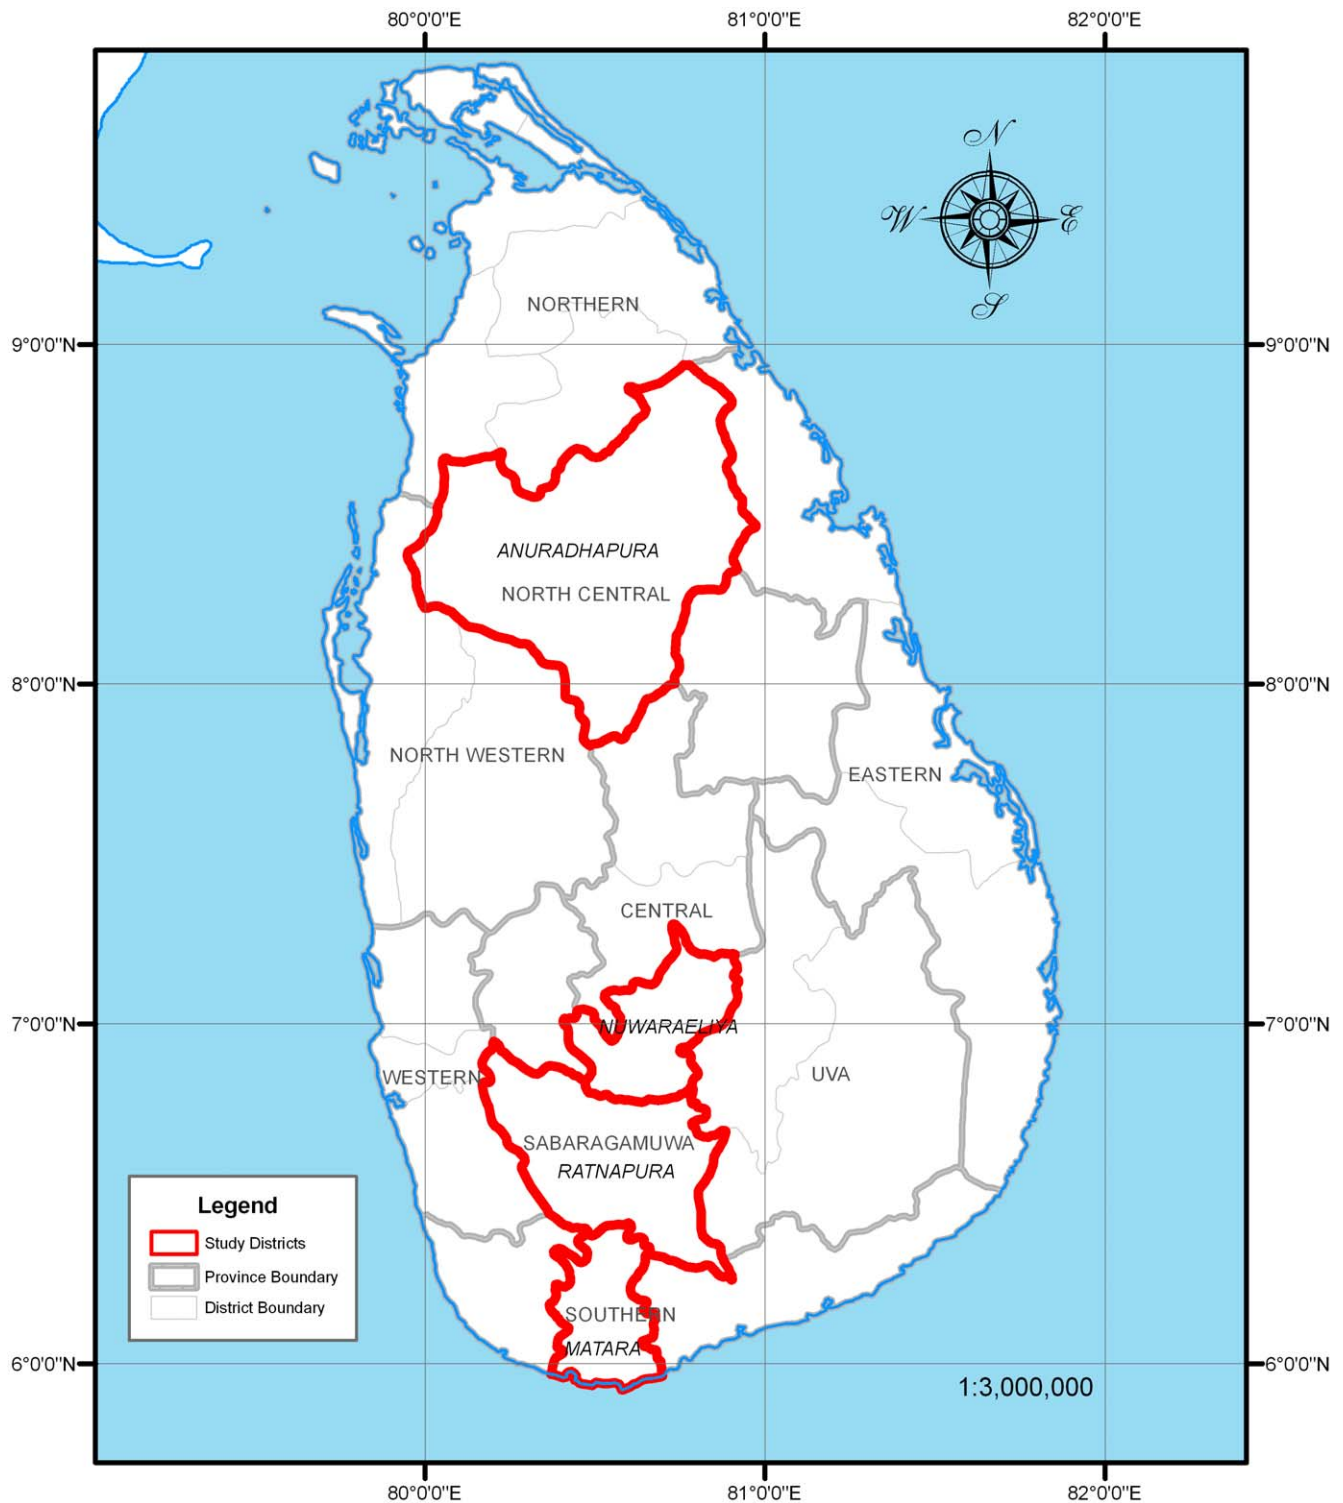 80°0'0"E 81°0'0"E 82°0'0"E
N
W E
S
NORTHERN
9°0'0"N 9°0'0"N
ANURADHAPURA
NORTH CENTRAL
8°0'0"N 8°0'0"N
NORTH WESTERN
EASTERN
CENTRAL
7°0'0"N 7°0'0"N
NUWARAELIYA
WESTERN
UVA
SABARAGAMUWA
RATNAPURA
Legend
Study Districts
Province Boundary
District Boundary
SOUTHERN
MATARA
6°0'0"N 6°0'0"N
1:3,000,000
80°0'0"E 81°0'0"E 82°0'0"E